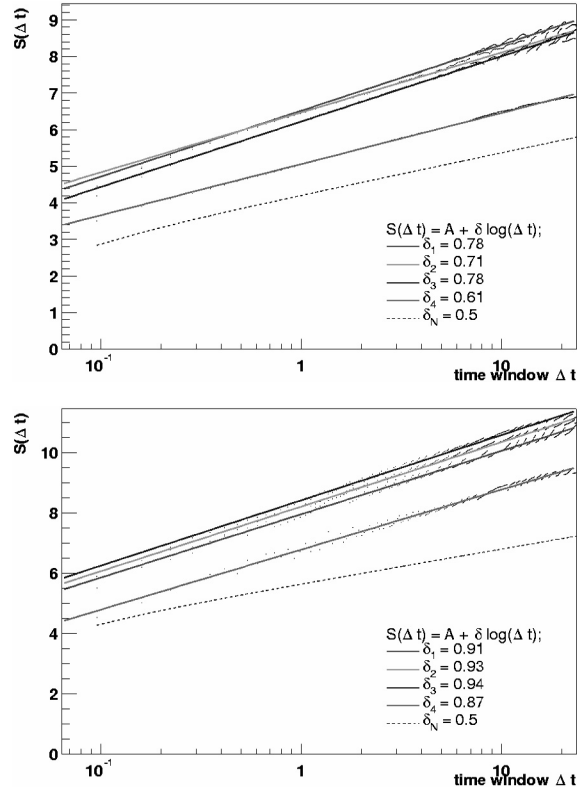 S(Δ t)
9
8
7
6
5
4
3
2
1
0
S(Δ t) = A + δ log(Δ t);
δ₁ = 0.78
δ₂ = 0.71
δ₃ = 0.78
δ₄ = 0.61
δ_N = 0.5
10⁻¹ 1 10
time window Δ t
S(Δ t)
10
8
6
4
2
0
S(Δ t) = A + δ log(Δ t);
δ₁ = 0.91
δ₂ = 0.93
δ₃ = 0.94
δ₄ = 0.87
δ_N = 0.5
10⁻¹ 1 10
time window Δ t